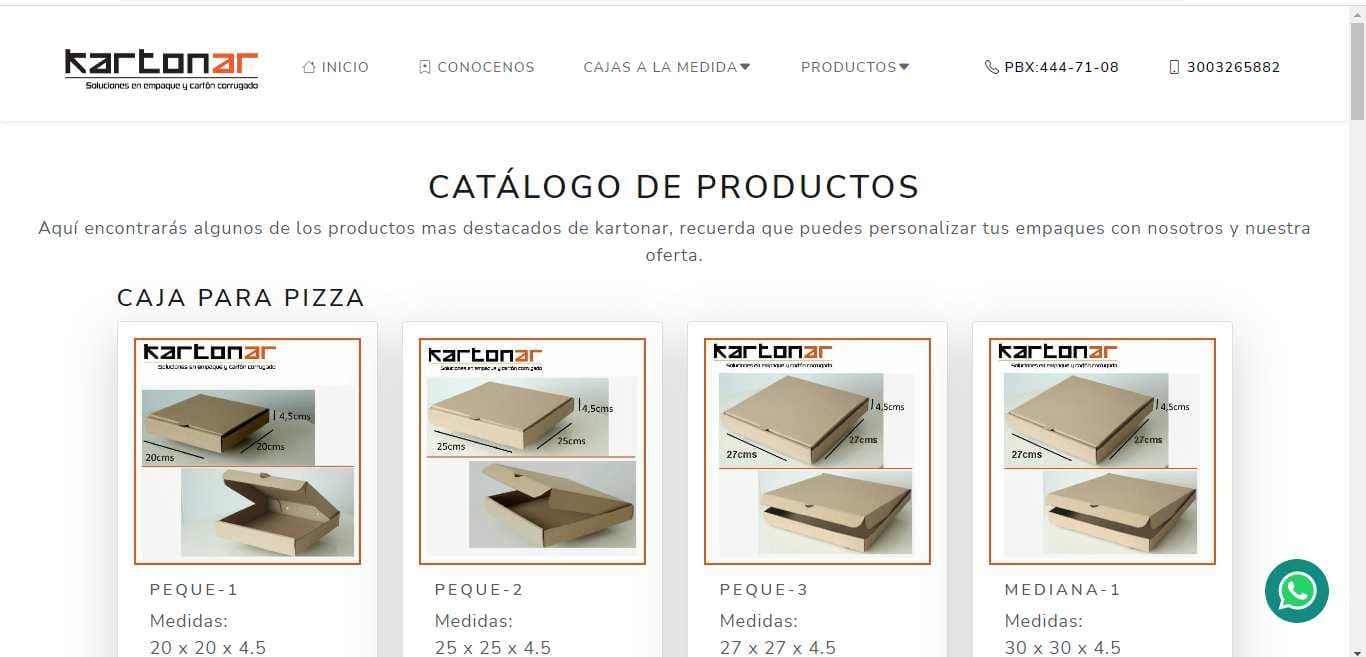 kartonar
Soluciones en empaque y cartón corrugado
INICIO
CONOCENOS
CAJAS A LA MEDIDA
PRODUCTOS
PBX:444-71-08
3003265882
CATÁLOGO DE PRODUCTOS
Aquí encontrarás algunos de los productos mas destacados de kartonar, recuerda que puedes personalizar tus empaques con nosotros y nuestra
oferta.
CAJA PARA PIZZA
kartonar
Soluciones en empaque y cartón corrugado
4,5cms
20cms
20cms
PEQUE-1
Medidas:
20 x 20 x 4.5
kartonar
Soluciones en empaque y cartón corrugado
4,5cms
25cms
25cms
PEQUE-2
Medidas:
25 x 25 x 4.5
kartonar
Soluciones en empaque y cartón corrugado
4,5cms
27cms
27cms
PEQUE-3
Medidas:
27 x 27 x 4.5
kartonar
Soluciones en empaque y cartón corrugado
4,5cms
27cms
27cms
MEDIANA-1
Medidas:
30 x 30 x 4.5